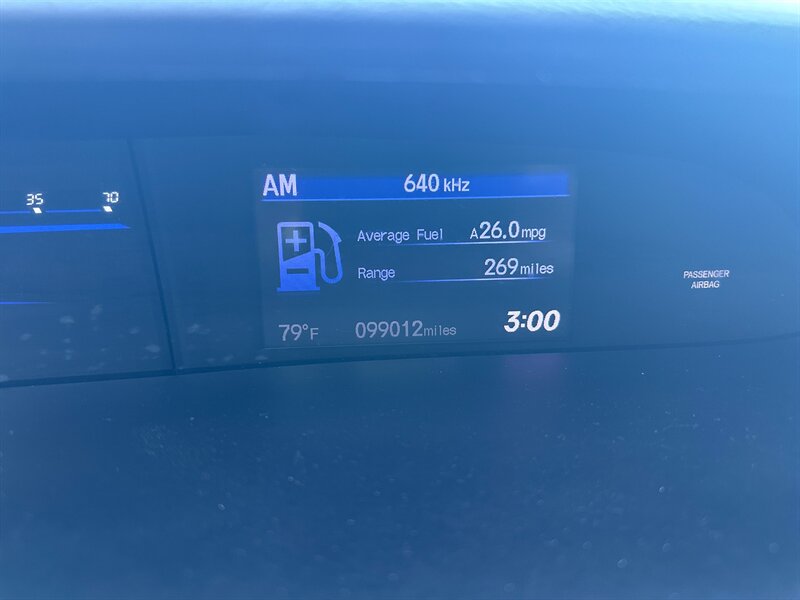 35 70
AM 640 kHz
Average Fuel A26.0mpg
Range 269miles
PASSENGER
AIRBAG
79°F 099012miles 3:00